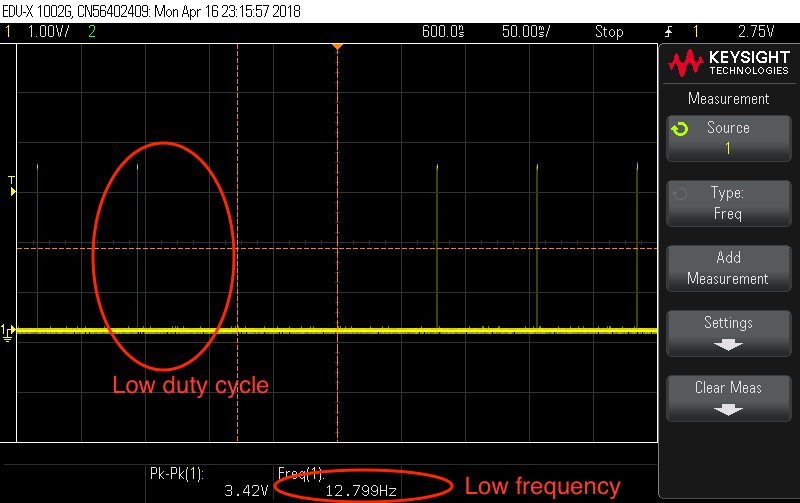 EDU-X 1002G, CN56402409: Mon Apr 16 23:15:57 2018
1 1.00V/ 2 600.0ms 50.00ms/ Stop 1 2.75V
KEYSIGHT
TECHNOLOGIES
Measurement
Source
1
Type:
Freq
Add
Measurement
Settings
Clear Meas
T
1
Low duty cycle
Pk-Pk(1):
3.42V
Freq(1):
12.799Hz
Low frequency